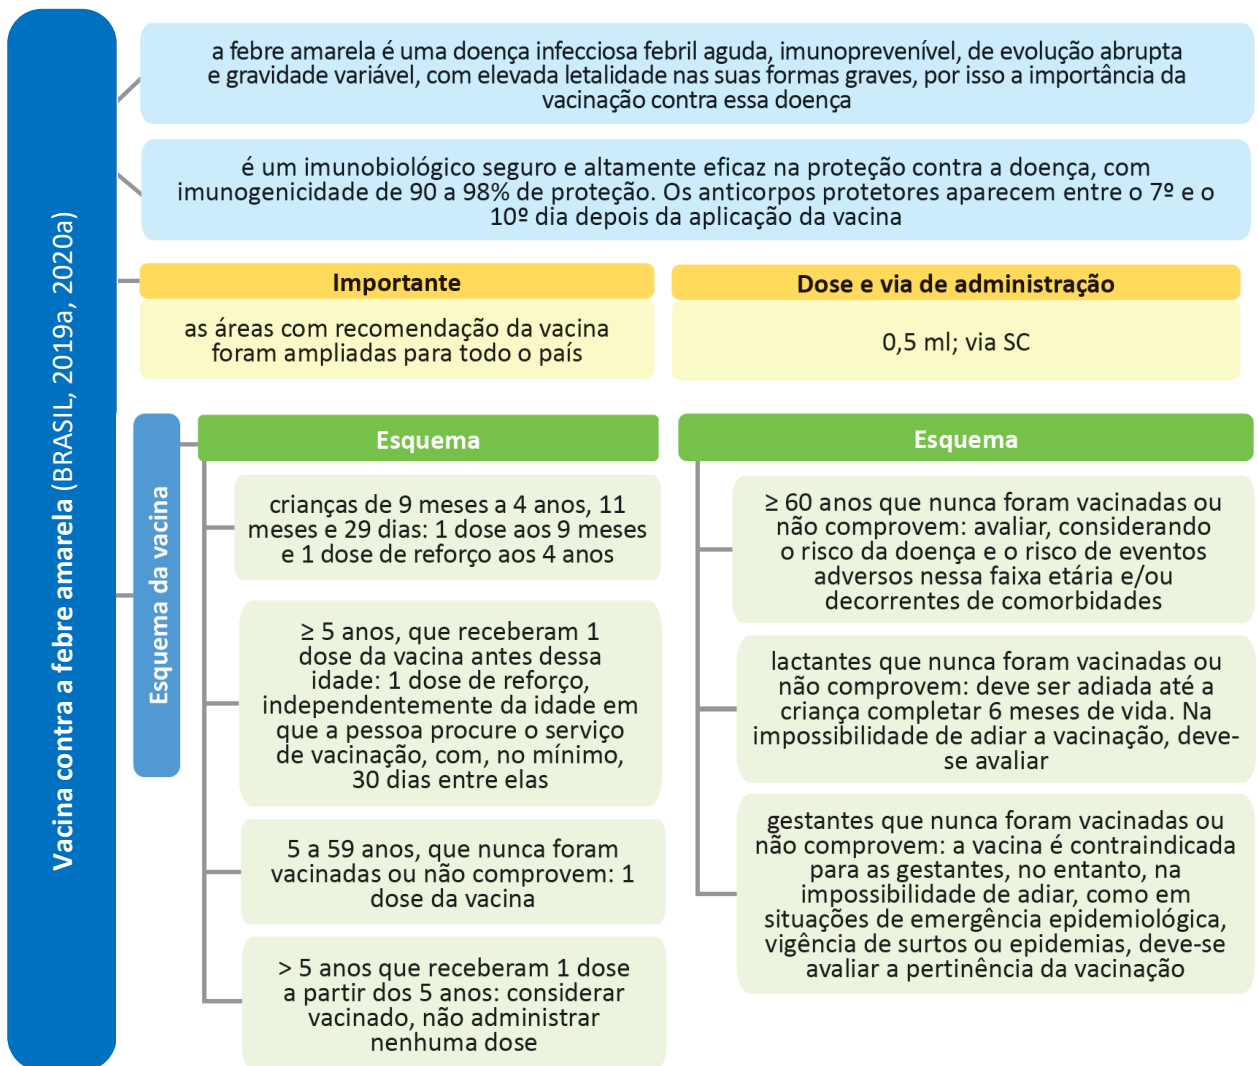 Vacina contra a febre amarela (BRASIL, 2019a, 2020a)
a febre amarela é uma doença infecciosa febril aguda, imunoprevenível, de evolução abrupta
e gravidade variável, com elevada letalidade nas suas formas graves, por isso a importância da
vacinação contra essa doença
é um imunobiológico seguro e altamente eficaz na proteção contra a doença, com
imunogenicidade de 90 a 98% de proteção. Os anticorpos protetores aparecem entre o 7º e o
10º dia depois da aplicação da vacina
Importante
as áreas com recomendação da vacina
foram ampliadas para todo o país
Dose e via de administração
0,5 ml; via SC
Esquema da vacina
Esquema
crianças de 9 meses a 4 anos, 11
meses e 29 dias: 1 dose aos 9 meses
e 1 dose de reforço aos 4 anos
≥ 5 anos, que receberam 1
dose da vacina antes dessa
idade: 1 dose de reforço,
independentemente da idade em
que a pessoa procure o serviço
de vacinação, com, no mínimo,
30 dias entre elas
5 a 59 anos, que nunca foram
vacinadas ou não comprovem: 1
dose da vacina
> 5 anos que receberam 1 dose
a partir dos 5 anos: considerar
vacinado, não administrar
nenhuma dose
Esquema
≥ 60 anos que nunca foram vacinadas ou
não comprovem: avaliar, considerando
o risco da doença e o risco de eventos
adversos nessa faixa etária e/ou
decorrentes de comorbidades
lactantes que nunca foram vacinadas ou
não comprovem: deve ser adiada até a
criança completar 6 meses de vida. Na
impossibilidade de adiar a vacinação, deve-
se avaliar
gestantes que nunca foram vacinadas ou
não comprovem: a vacina é contraindicada
para as gestantes, no entanto, na
impossibilidade de adiar, como em
situações de emergência epidemiológica,
vigência de surtos ou epidemias, deve-se
avaliar a pertinência da vacinação